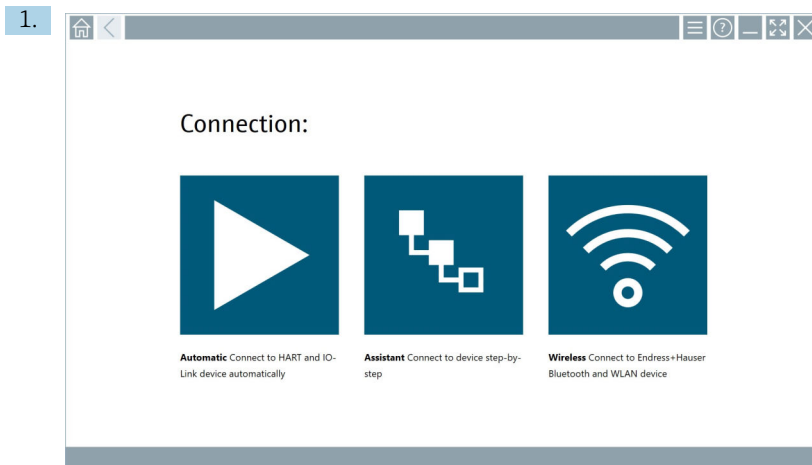 1.
Connection:
Automatic Connect to HART and IO-
Link device automatically
Assistant Connect to device step-by-
step
Wireless Connect to Endress+Hauser
Bluetooth and WLAN device